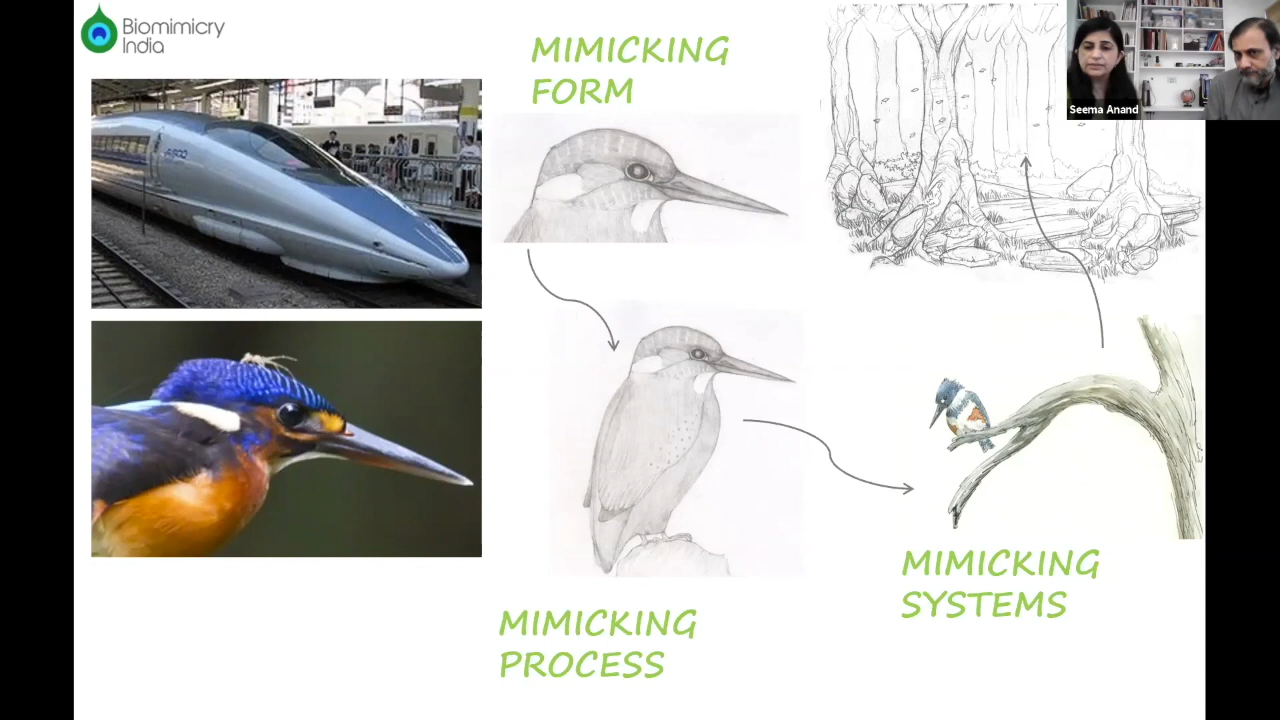 Biomimicry
India
MIMICKING
FORM
Seema Anand
MIMICKING
SYSTEMS
MIMICKING
PROCESS